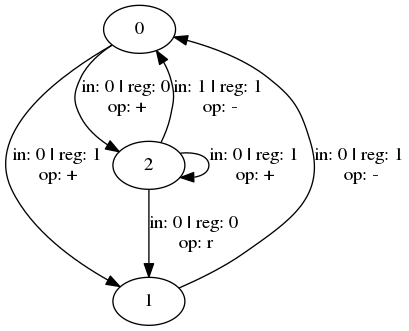 0
in: 0 | reg: 0
op: +
in: 1 | reg: 1
op: -
in: 0 | reg: 1
op: +
2
in: 0 | reg: 1
op: +
in: 0 | reg: 1
op: -
in: 0 | reg: 0
op: r
1